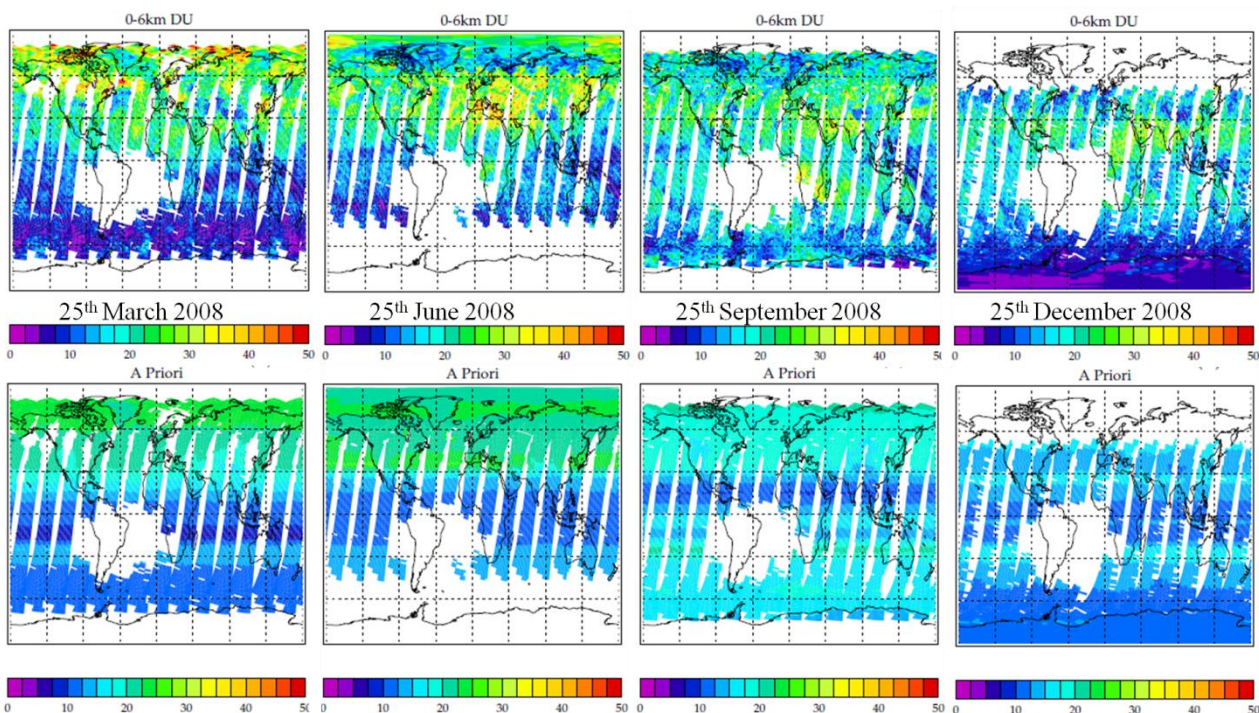 0-6km DU 0-6km DU 0-6km DU 0-6km DU
25th March 2008 25th June 2008 25th September 2008 25th December 2008
0 10 20 30 40 50 0 10 20 30 40 50 0 10 20 30 40 50 0 10 20 30 40 50
A Priori A Priori A Priori A Priori
0 10 20 30 40 50 0 10 20 30 40 50 0 10 20 30 40 50 0 10 20 30 40 50